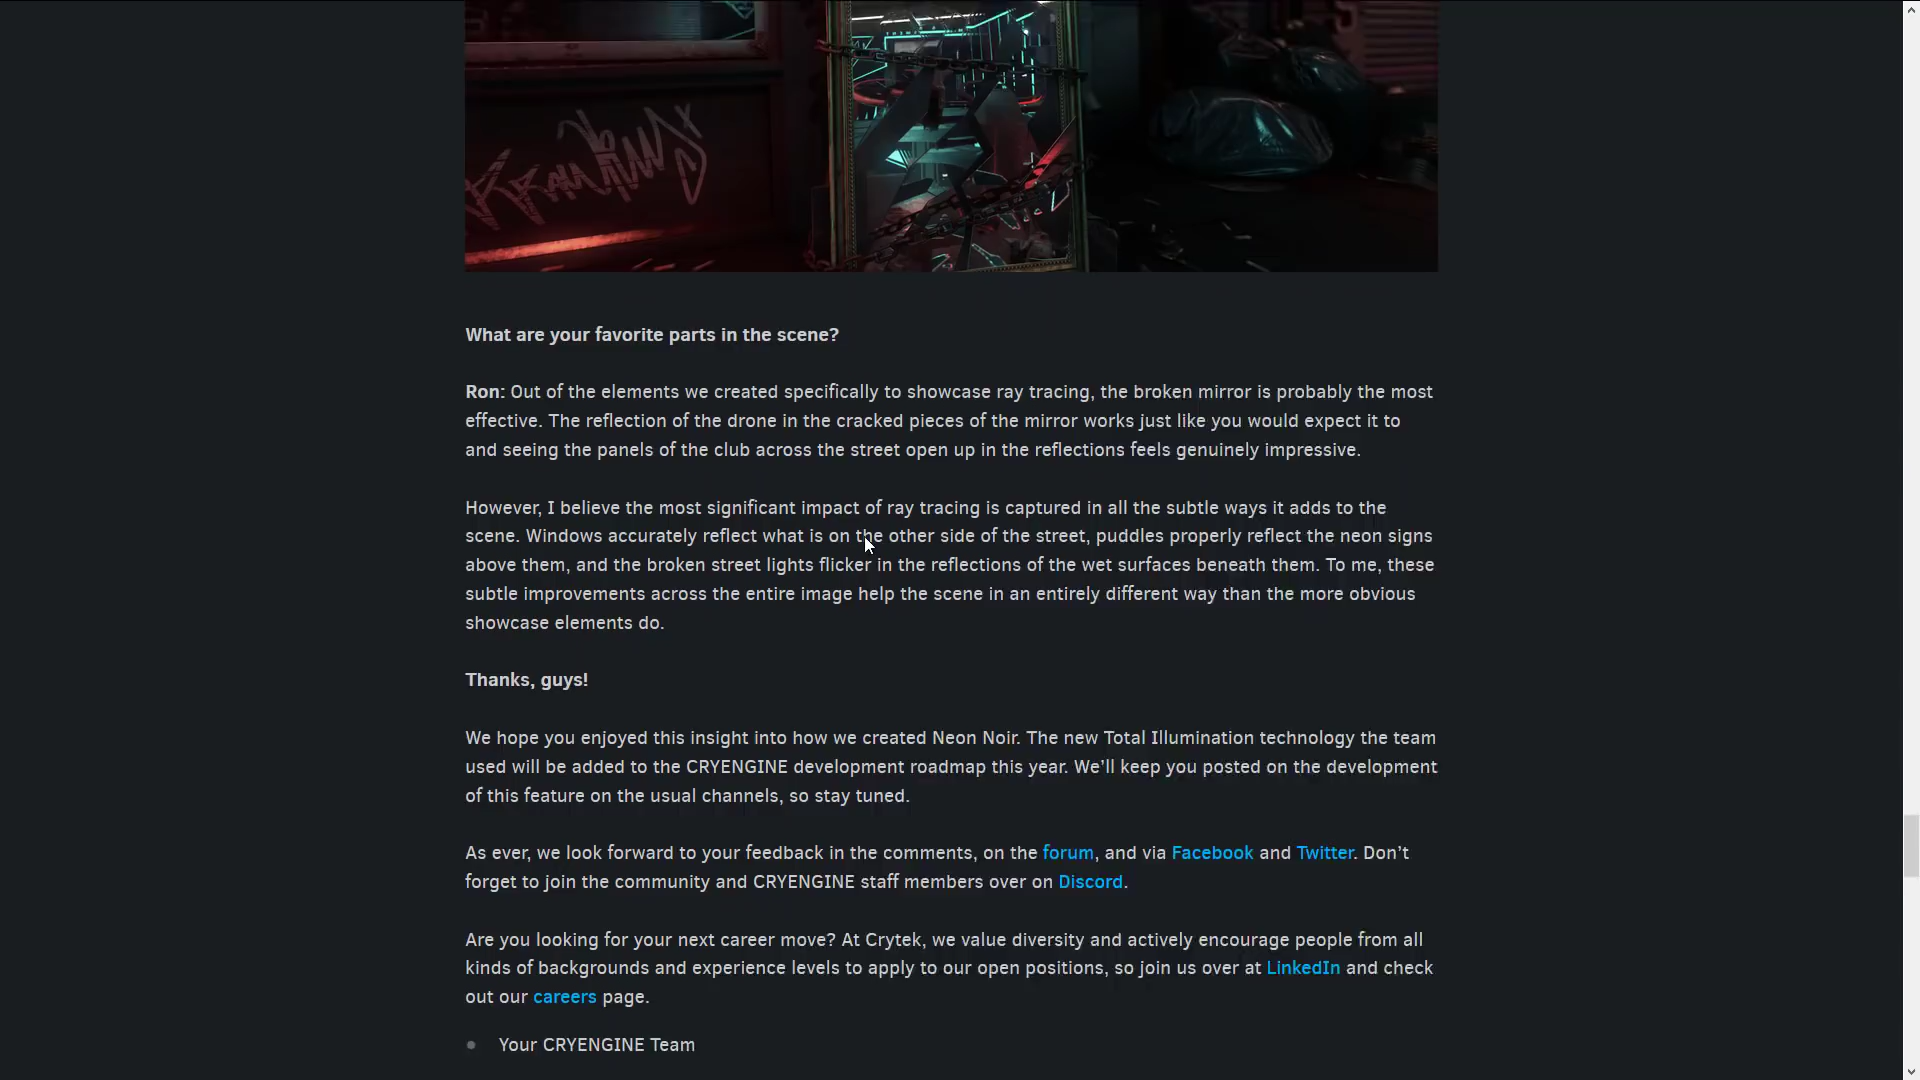 What are your favorite parts in the scene?
Ron: Out of the elements we created specifically to showcase ray tracing, the broken mirror is probably the most
effective. The reflection of the drone in the cracked pieces of the mirror works just like you would expect it to
and seeing the panels of the club across the street open up in the reflections feels genuinely impressive.
However, I believe the most significant impact of ray tracing is captured in all the subtle ways it adds to the
scene. Windows accurately reflect what is on the other side of the street, puddles properly reflect the neon signs
above them, and the broken street lights flicker in the reflections of the wet surfaces beneath them. To me, these
subtle improvements across the entire image help the scene in an entirely different way than the more obvious
showcase elements do.
Thanks, guys!
We hope you enjoyed this insight into how we created Neon Noir. The new Total Illumination technology the team
used will be added to the CRYENGINE development roadmap this year. We’ll keep you posted on the development
of this feature on the usual channels, so stay tuned.
As ever, we look forward to your feedback in the comments, on the forum, and via Facebook and Twitter. Don’t
forget to join the community and CRYENGINE staff members over on Discord.
Are you looking for your next career move? At Crytek, we value diversity and actively encourage people from all
kinds of backgrounds and experience levels to apply to our open positions, so join us over at LinkedIn and check
out our careers page.
Your CRYENGINE Team